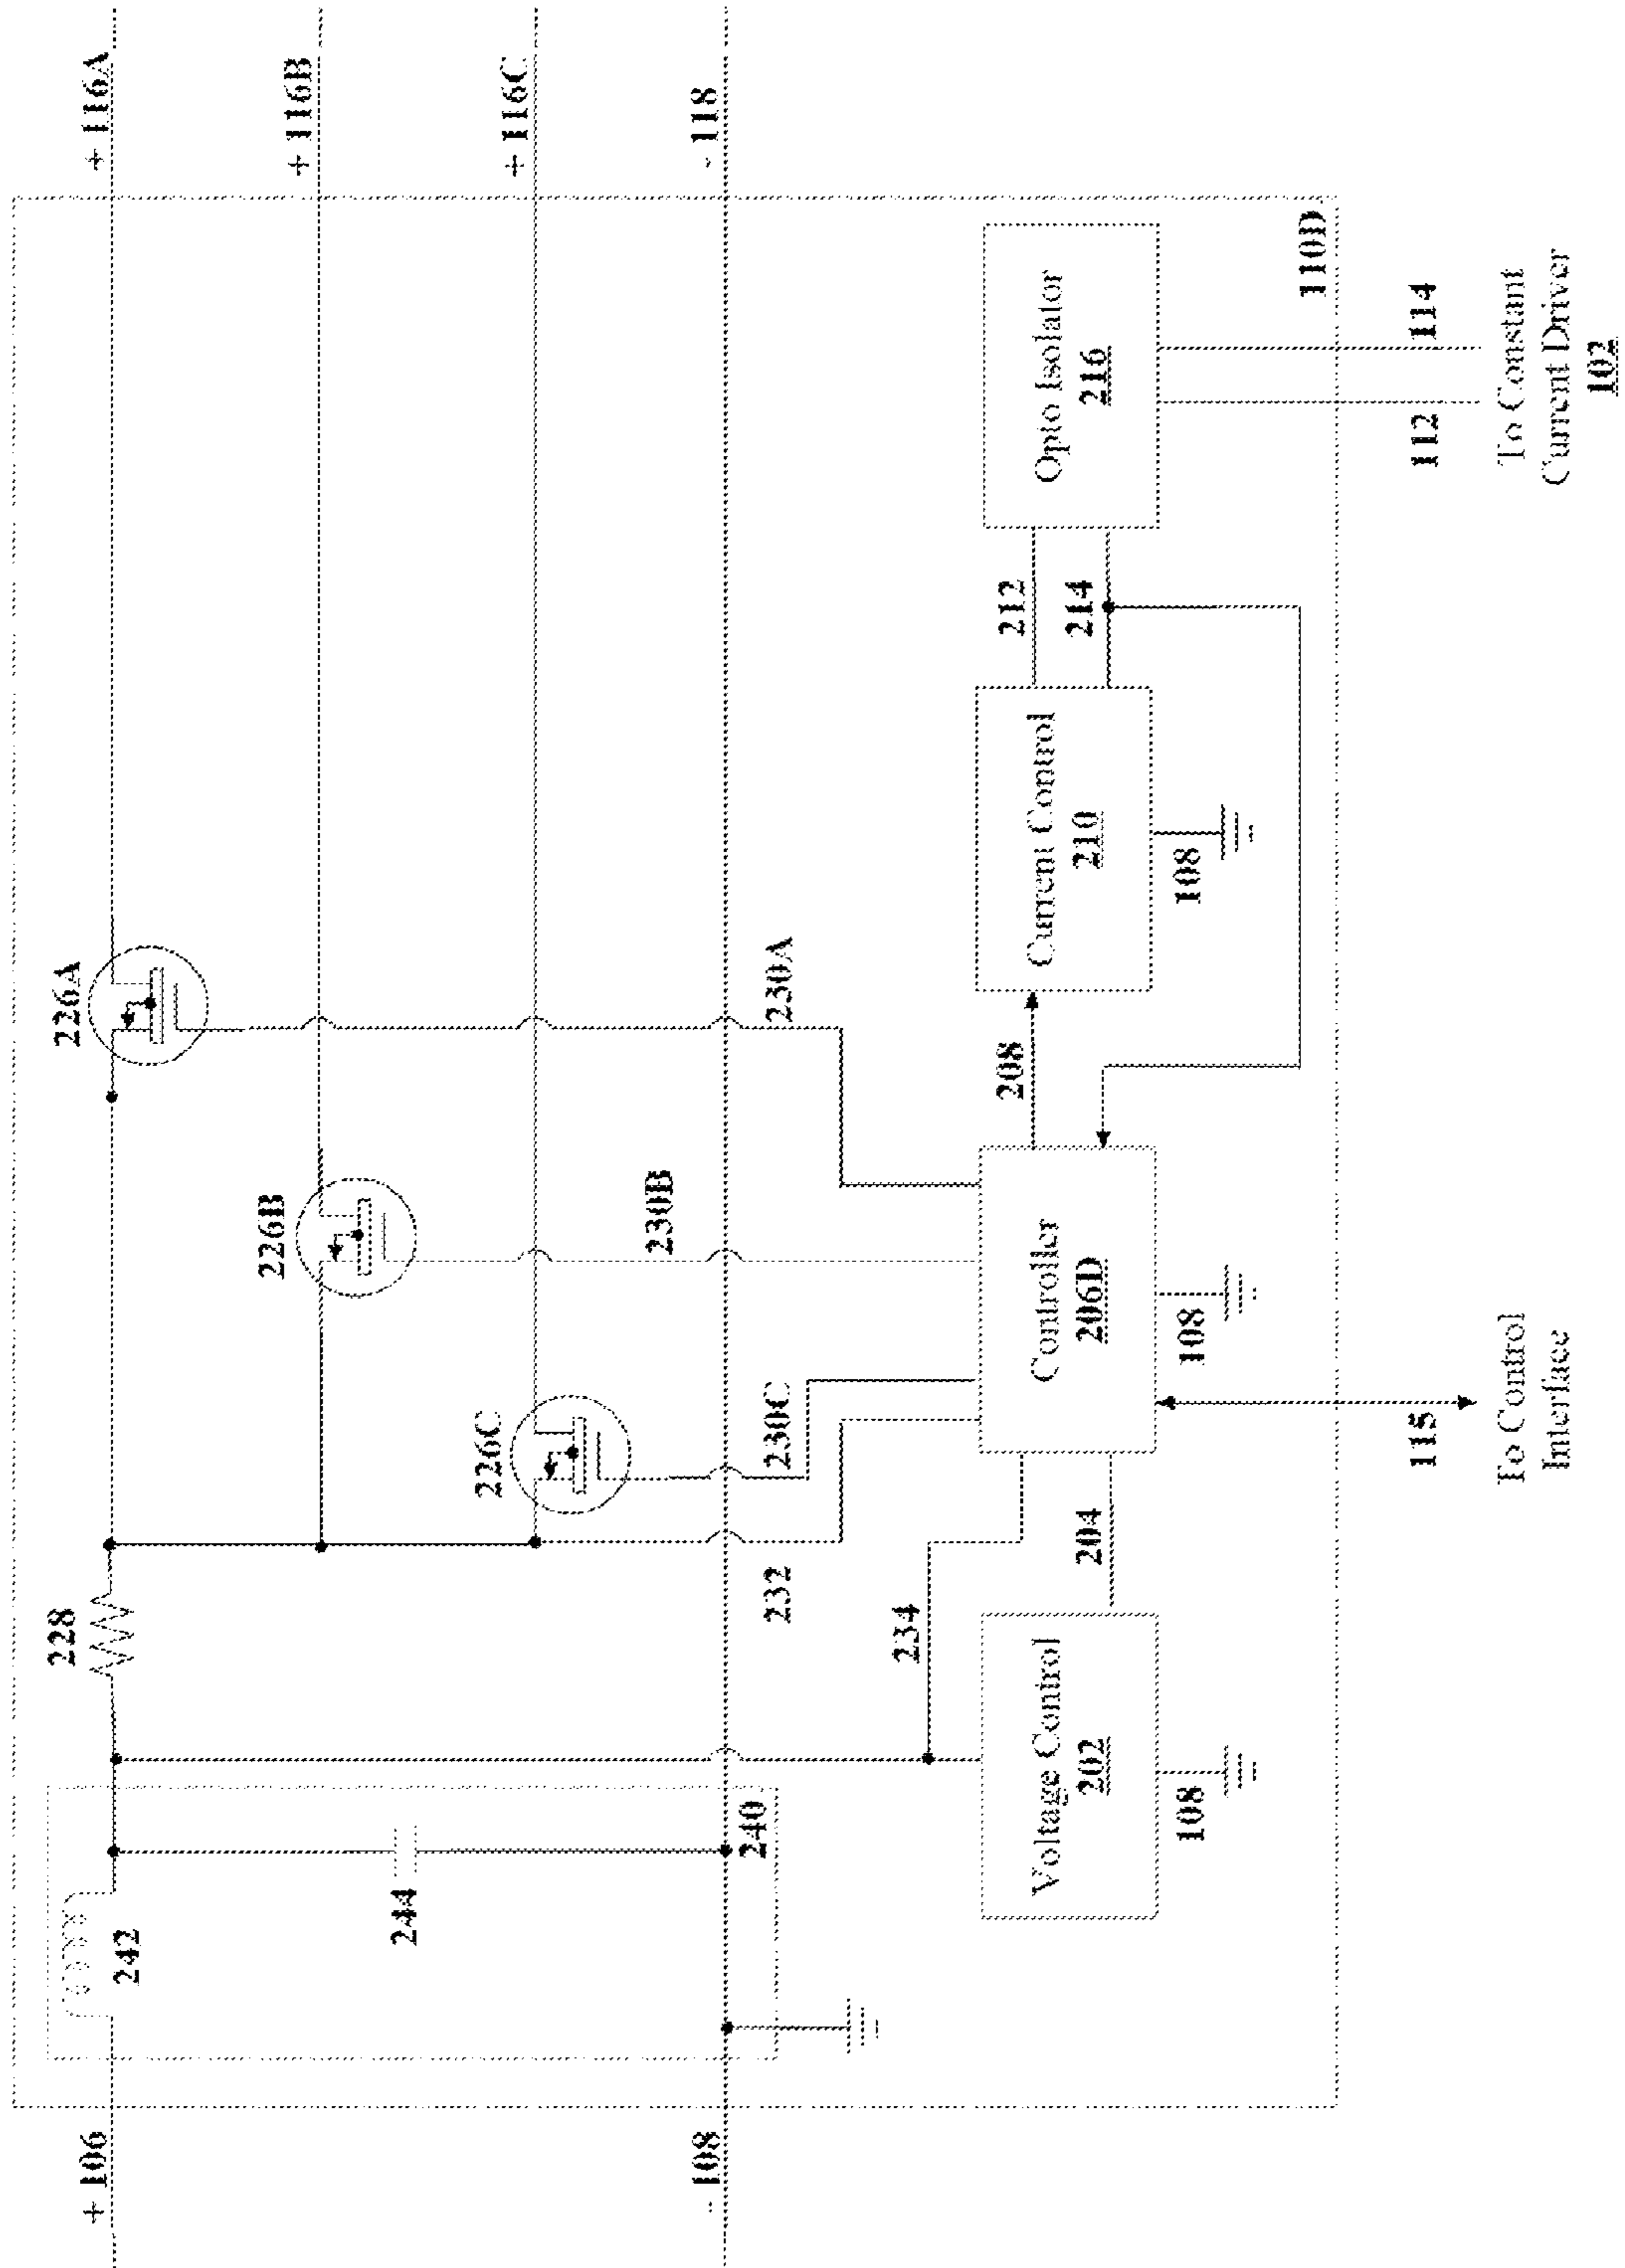 + 106
- 108
242
244
240
228
226C
226B
226A
+ 116A
+ 116B
+ 116C
- 118
232
230C
230B
230A
234
Voltage Control
202
108
204
Controller
206D
108
208
Current Control
210
108
212
214
Opto Isolator
216
110D
115
To Control
Interface
112
114
To Constant
Current Driver
102